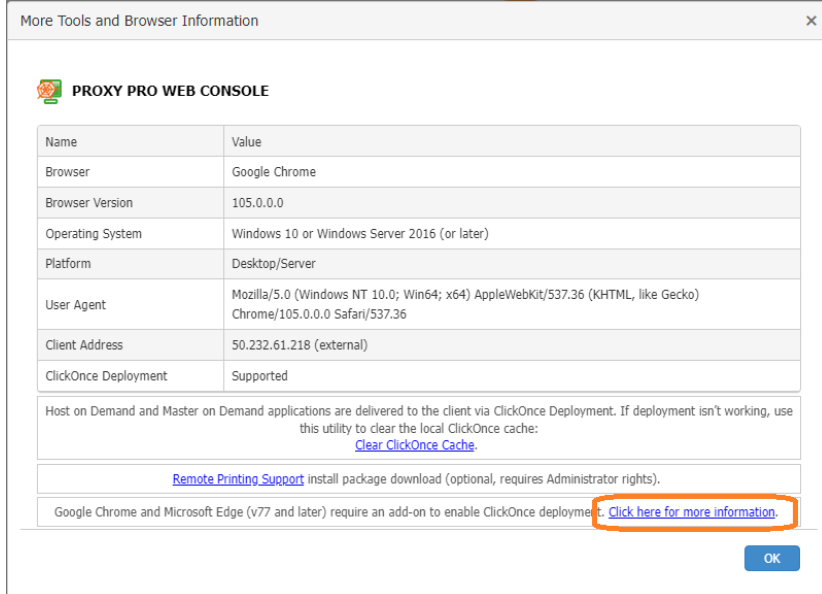 More Tools and Browser Information
PROXY PRO WEB CONSOLE
Name Value
Browser Google Chrome
Browser Version 105.0.0.0
Operating System Windows 10 or Windows Server 2016 (or later)
Platform Desktop/Server
User Agent Mozilla/5.0 (Windows NT 10.0; Win64; x64) AppleWebKit/537.36 (KHTML, like Gecko)
Chrome/105.0.0.0 Safari/537.36
Client Address 50.232.61.218 (external)
ClickOnce Deployment Supported
Host on Demand and Master on Demand applications are delivered to the client via ClickOnce Deployment. If deployment isn't working, use
this utility to clear the local ClickOnce cache:
Clear ClickOnce Cache.
Remote Printing Support install package download (optional, requires Administrator rights).
Google Chrome and Microsoft Edge (v77 and later) require an add-on to enable ClickOnce deployment. Click here for more information.
OK